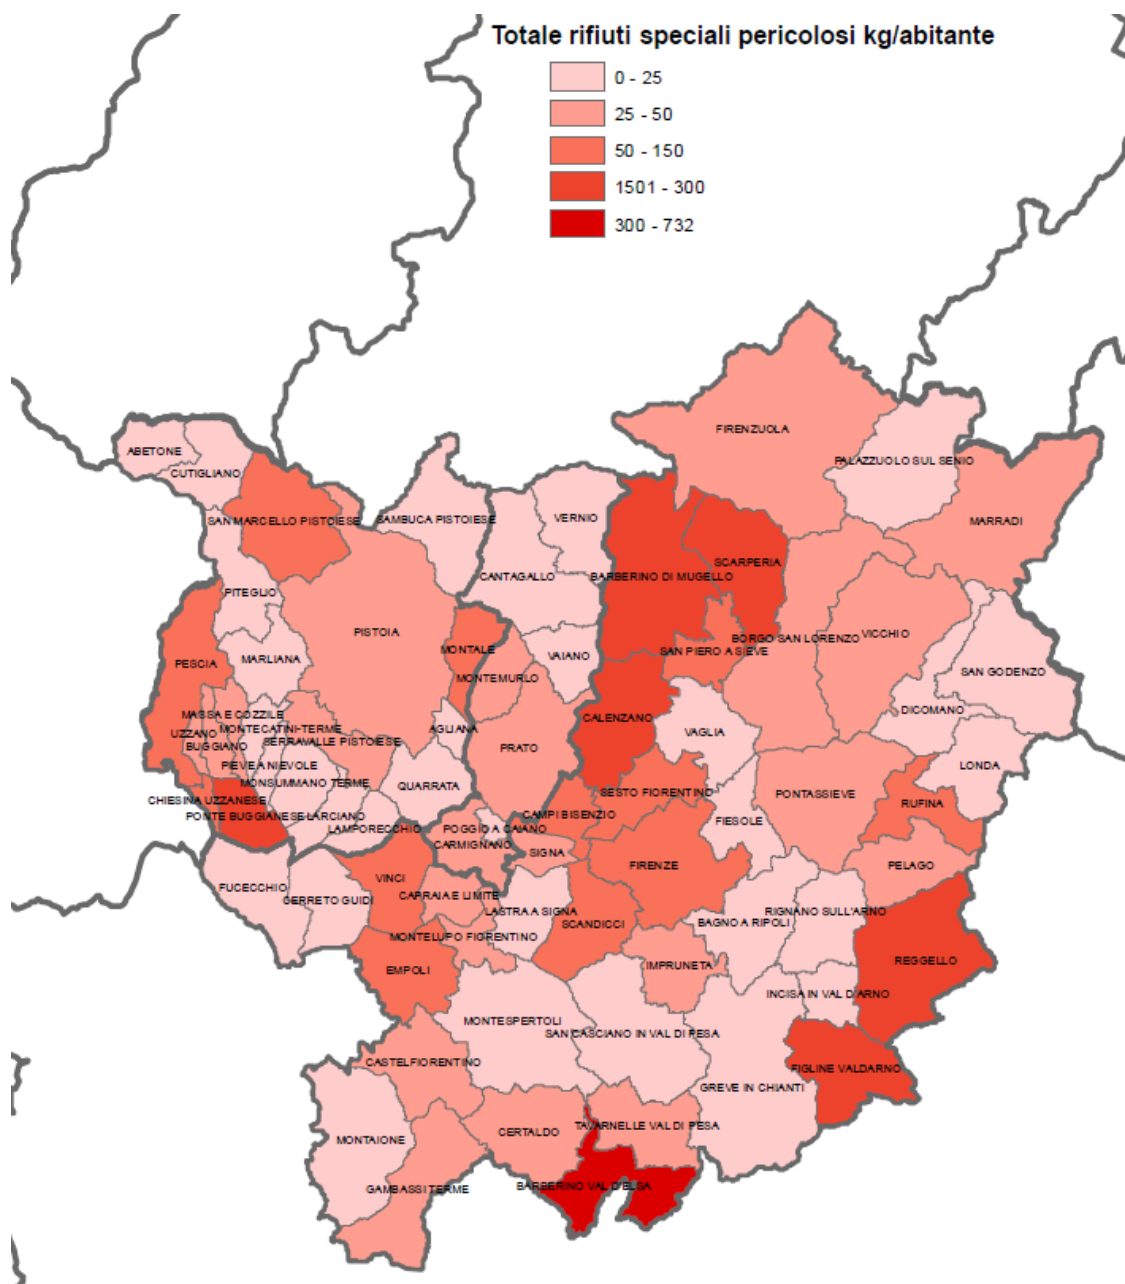 Totale rifiuti speciali pericolosi kg/abitante
0 - 25
25 - 50
50 - 150
1501 - 300
300 - 732
FIRENZUOLA
ABETONE
PALAZZUOLO SUL SENIO
CUTIGLIANO
SAN MARCELLO PISTOIESE
SAMBUCA PISTOIESE
VERNIO
MARRADI
SCARPERIA
CANTAGALLO
BARBERINO DI MUGELLO
PITEGLIO
PISTOIA
BORGO SAN LORENZO
VICCHIO
MONTALE
SAN PIERO A SIEVE
VAIANO
MARLIANA
PESCIA
SAN GODENZO
MONTEMURLO
DICOMANO
MASSA E COZZILE
CALENZANO
MONTECATINI-TERME
AGLIANA
UZZANO
VAGLIA
SERRAVALLE PISTOIESE
BUGGIANO
PRATO
PIEVE A NIEVOLE
LONDA
MONSUMMANO TERME
QUARRATA
SESTO FIORENTINO
PONTASSIEVE
CHIESINA UZZANESE
RUFINA
PONTE BUGGIANESE
LARCIANO
CAMPI BISENZIO
FIESOLE
LAMPORECCHIO
POGGIO A CAIANO
CARMIGNANO
SIGNA
FIRENZE
PELAGO
VINCI
FUCECCHIO
CAPRAIA E LIMITE
CERRETO GUIDI
LASTRA A SIGNA
RIGNANO SULL'ARNO
BAGNO A RIPOLI
SCANDICCI
MONTELUPO FIORENTINO
REGGELLO
IMPRUNETA
EMPOLI
INCISA IN VAL D'ARNO
MONTESPERTOLI
SAN CASCIANO IN VAL DI PESA
CASTELFIORENTINO
FIGLINE VALDARNO
GREVE IN CHIANTI
TAVARNELLE VAL DI PESA
CERTALDO
MONTAIONE
BARBERINO VAL D'ELSA
GAMBASSI TERME